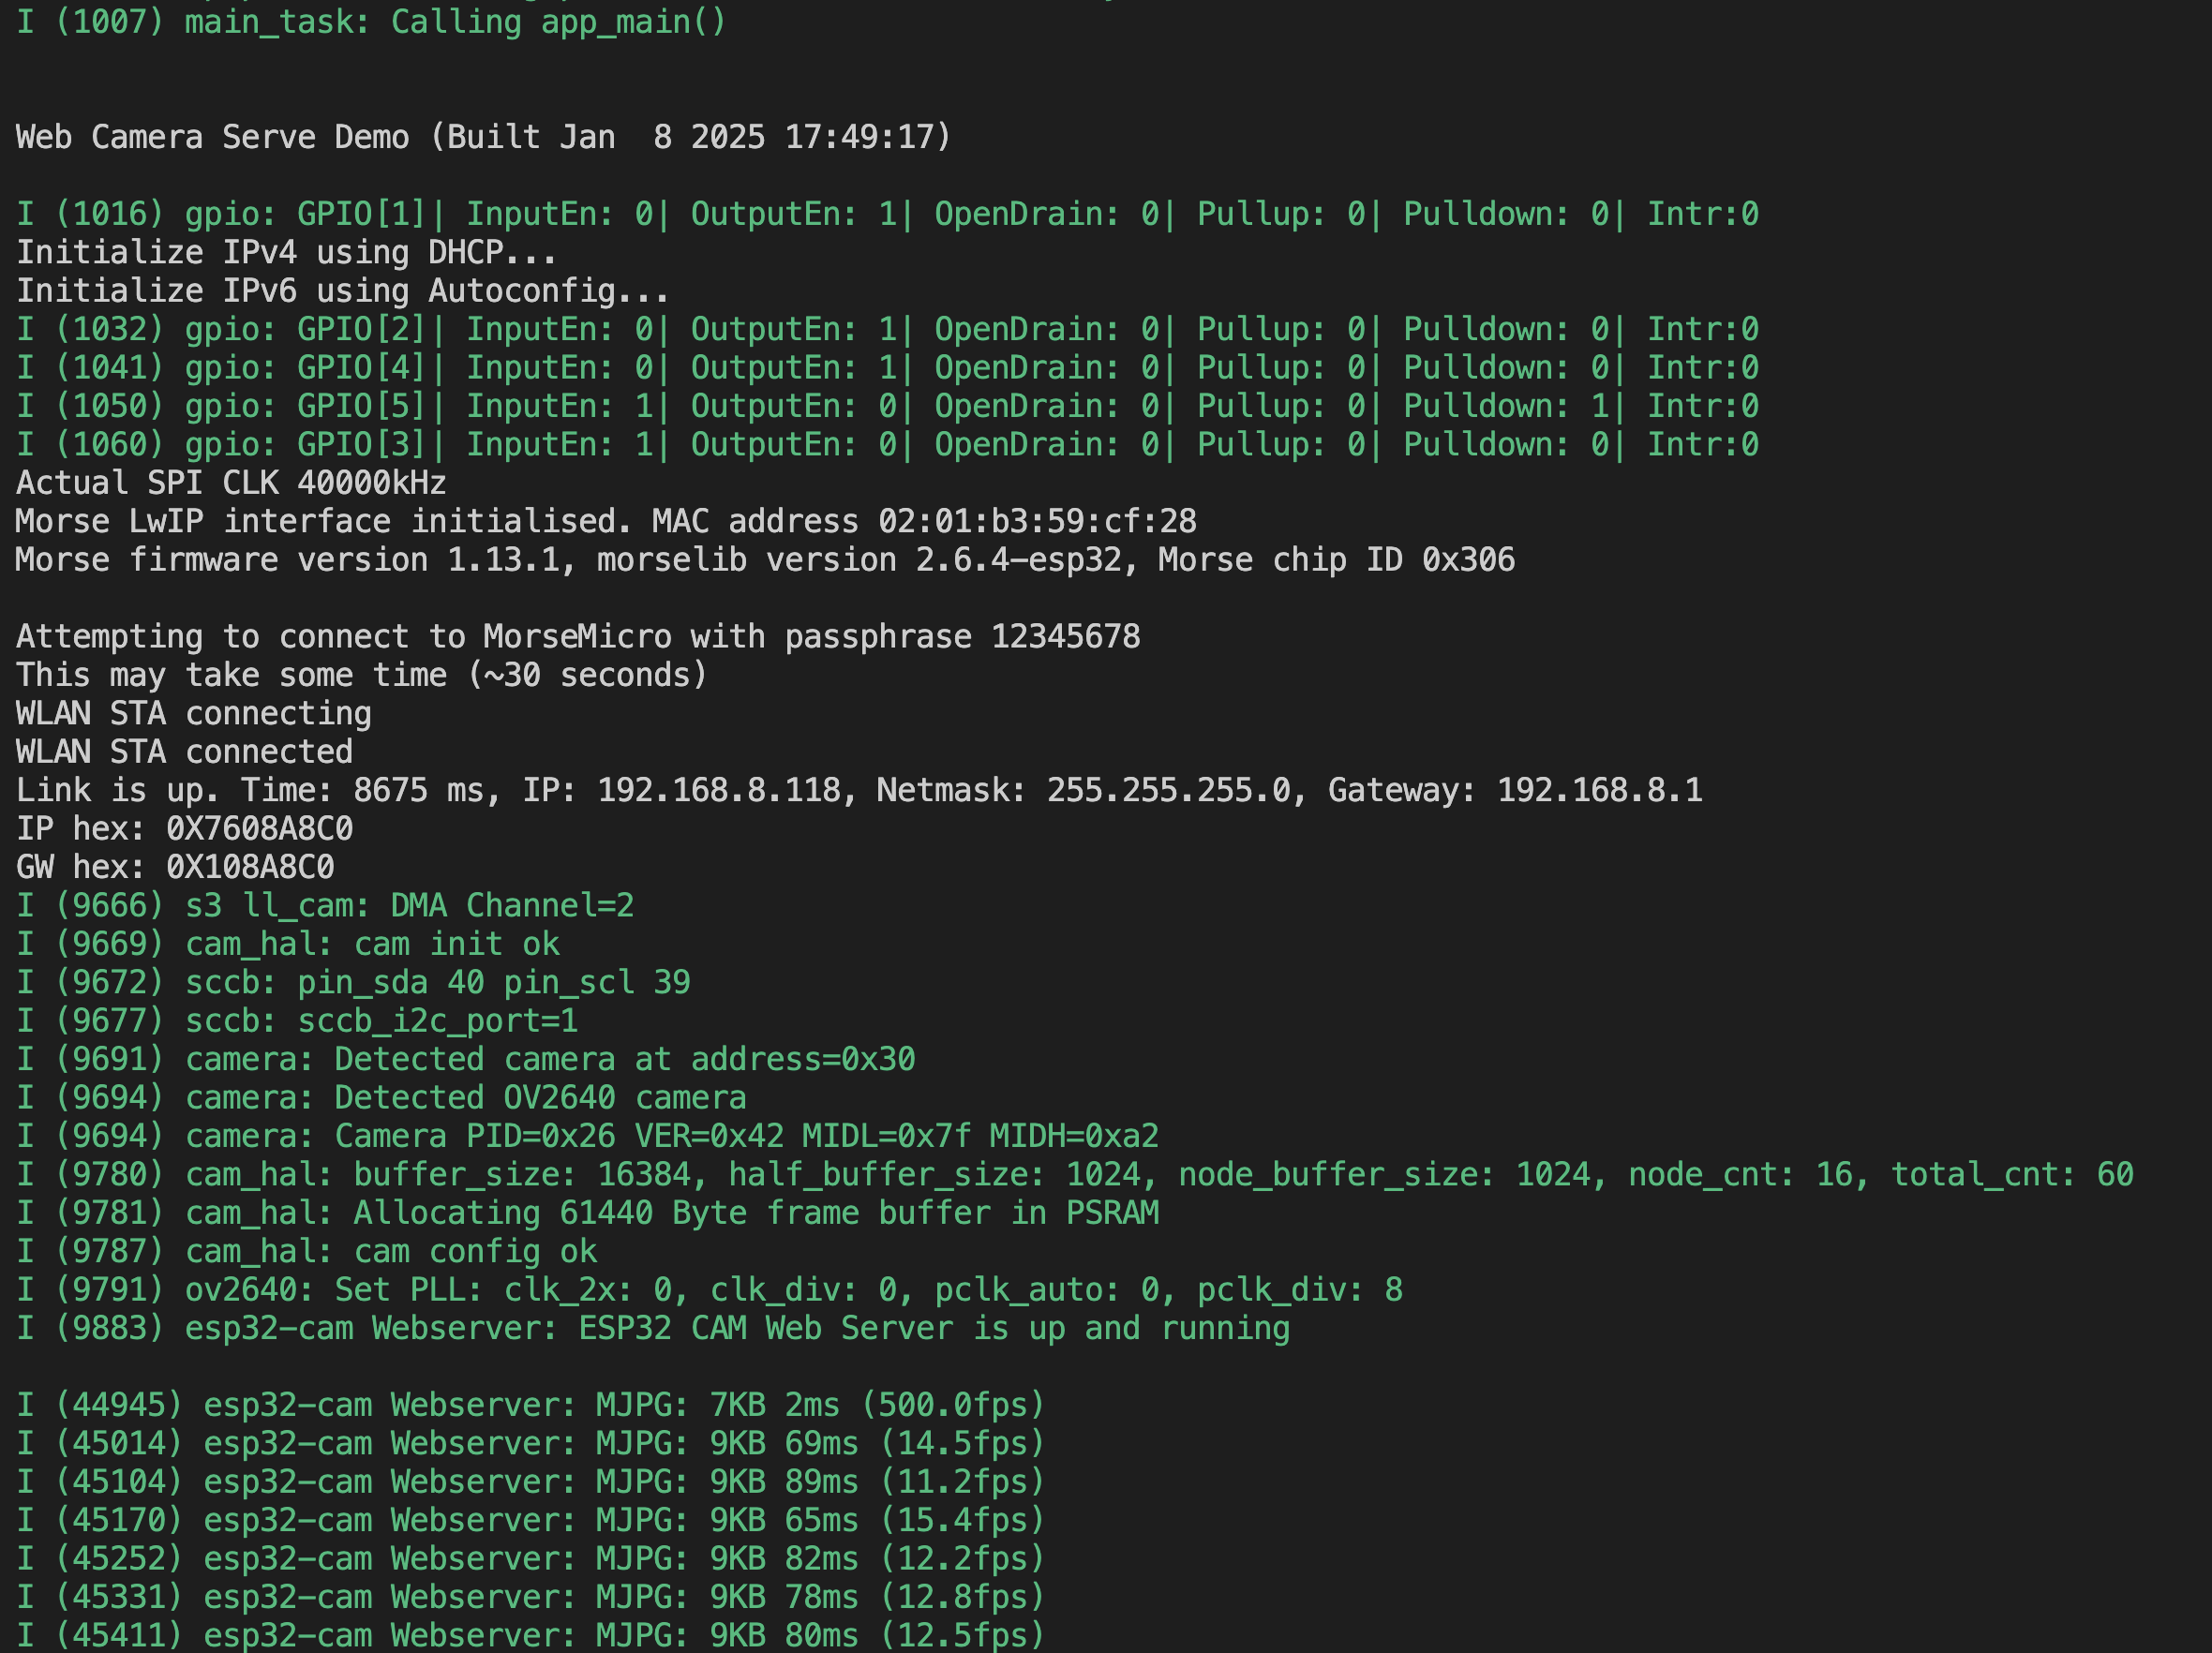 I (1007) main_task: Calling app_main()
Web Camera Serve Demo (Built Jan  8 2025 17:49:17)
I (1016) gpio: GPIO[1]| InputEn: 0| OutputEn: 1| OpenDrain: 0| Pullup: 0| Pulldown: 0| Intr:0
Initialize IPv4 using DHCP...
Initialize IPv6 using Autoconfig...
I (1032) gpio: GPIO[2]| InputEn: 0| OutputEn: 1| OpenDrain: 0| Pullup: 0| Pulldown: 0| Intr:0
I (1041) gpio: GPIO[4]| InputEn: 0| OutputEn: 1| OpenDrain: 0| Pullup: 0| Pulldown: 0| Intr:0
I (1050) gpio: GPIO[5]| InputEn: 1| OutputEn: 0| OpenDrain: 0| Pullup: 0| Pulldown: 1| Intr:0
I (1060) gpio: GPIO[3]| InputEn: 1| OutputEn: 0| OpenDrain: 0| Pullup: 0| Pulldown: 0| Intr:0
Actual SPI CLK 40000kHz
Morse LwIP interface initialised. MAC address 02:01:b3:59:cf:28
Morse firmware version 1.13.1, morselib version 2.6.4-esp32, Morse chip ID 0x306
Attempting to connect to MorseMicro with passphrase 12345678
This may take some time (~30 seconds)
WLAN STA connecting
WLAN STA connected
Link is up. Time: 8675 ms, IP: 192.168.8.118, Netmask: 255.255.255.0, Gateway: 192.168.8.1
IP hex: 0X7608A8C0
GW hex: 0X108A8C0
I (9666) s3 ll_cam: DMA Channel=2
I (9669) cam_hal: cam init ok
I (9672) sccb: pin_sda 40 pin_scl 39
I (9677) sccb: sccb_i2c_port=1
I (9691) camera: Detected camera at address=0x30
I (9694) camera: Detected OV2640 camera
I (9694) camera: Camera PID=0x26 VER=0x42 MIDL=0x7f MIDH=0xa2
I (9780) cam_hal: buffer_size: 16384, half_buffer_size: 1024, node_buffer_size: 1024, node_cnt: 16, total_cnt: 60
I (9781) cam_hal: Allocating 61440 Byte frame buffer in PSRAM
I (9787) cam_hal: cam config ok
I (9791) ov2640: Set PLL: clk_2x: 0, clk_div: 0, pclk_auto: 0, pclk_div: 8
I (9883) esp32-cam Webserver: ESP32 CAM Web Server is up and running
I (44945) esp32-cam Webserver: MJPG: 7KB 2ms (500.0fps)
I (45014) esp32-cam Webserver: MJPG: 9KB 69ms (14.5fps)
I (45104) esp32-cam Webserver: MJPG: 9KB 89ms (11.2fps)
I (45170) esp32-cam Webserver: MJPG: 9KB 65ms (15.4fps)
I (45252) esp32-cam Webserver: MJPG: 9KB 82ms (12.2fps)
I (45331) esp32-cam Webserver: MJPG: 9KB 78ms (12.8fps)
I (45411) esp32-cam Webserver: MJPG: 9KB 80ms (12.5fps)